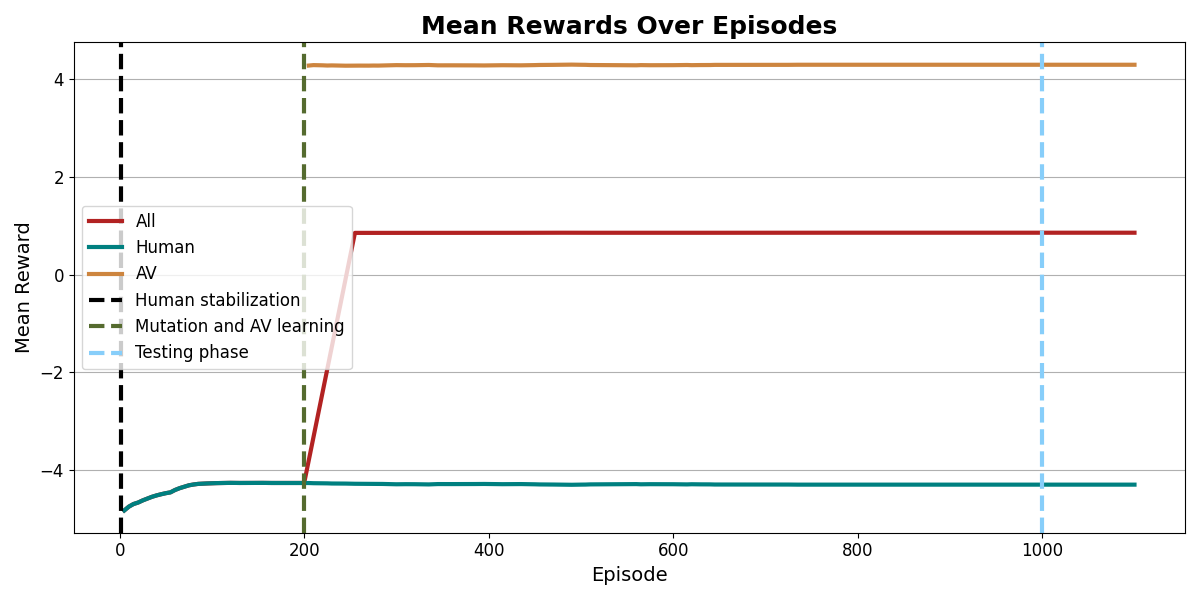 Mean Rewards Over Episodes
Mean Reward
4
2
0
−2
−4
All
Human
AV
Human stabilization
Mutation and AV learning
Testing phase
0 200 400 600 800 1000
Episode